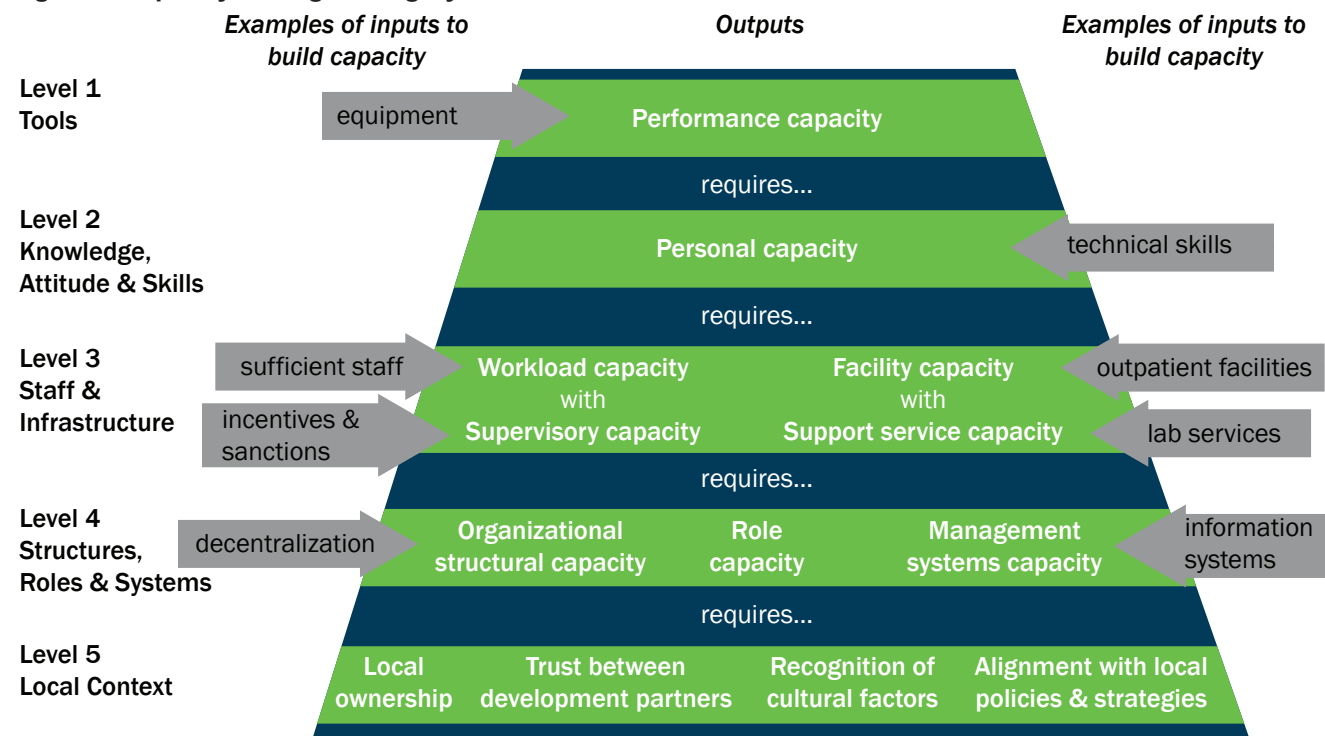 Examples of inputs to
build capacity
Outputs
Examples of inputs to
build capacity
Level 1
Tools
equipment
Performance capacity
requires...
Level 2
Knowledge,
Attitude & Skills
Personal capacity
technical skills
requires...
Level 3
Staff &
Infrastructure
sufficient staff
incentives &
sanctions
Workload capacity
with
Supervisory capacity
Facility capacity
with
Support service capacity
outpatient facilities
lab services
requires...
Level 4
Structures,
Roles & Systems
decentralization
Organizational
structural capacity
Role
capacity
Management
systems capacity
information
systems
requires...
Level 5
Local Context
Local
ownership
Trust between
development partners
Recognition of
cultural factors
Alignment with local
policies & strategies